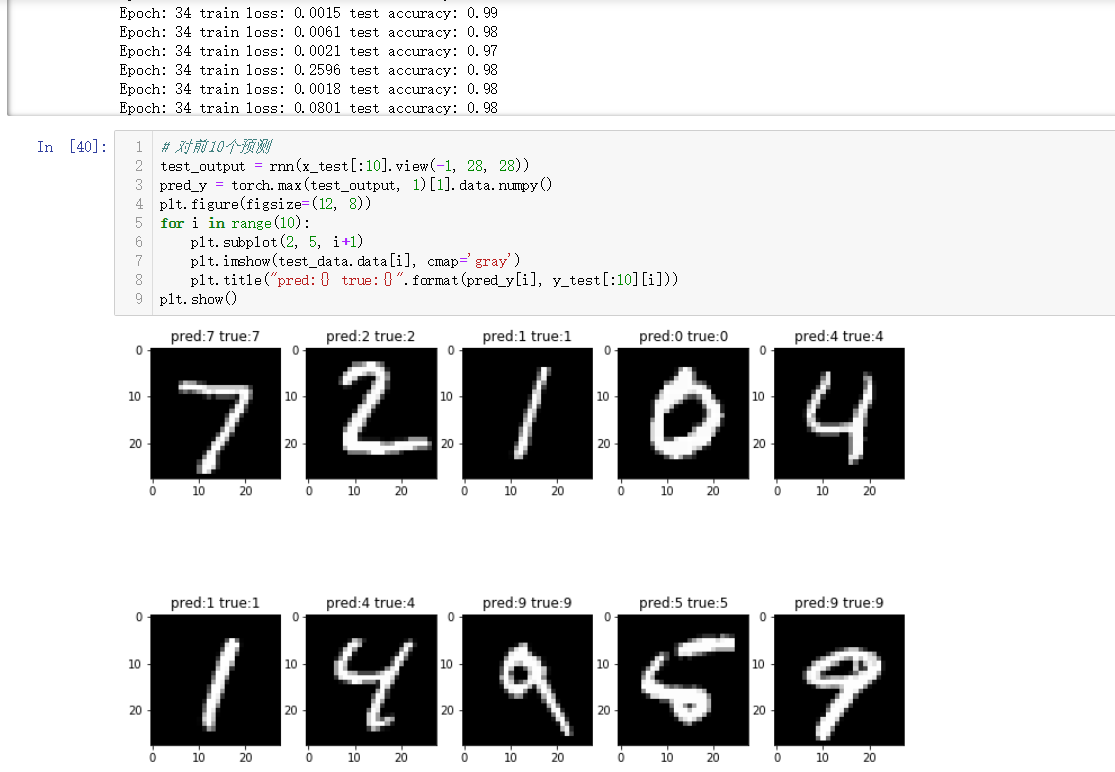 Epoch: 34 train loss: 0.0015 test accuracy: 0.99
Epoch: 34 train loss: 0.0061 test accuracy: 0.98
Epoch: 34 train loss: 0.0021 test accuracy: 0.97
Epoch: 34 train loss: 0.2596 test accuracy: 0.98
Epoch: 34 train loss: 0.0018 test accuracy: 0.98
Epoch: 34 train loss: 0.0801 test accuracy: 0.98
In [40]:
1 # 对前10个预测
2 test_output = rnn(x_test[:10].view(-1, 28, 28))
3 pred_y = torch.max(test_output, 1)[1].data.numpy()
4 plt.figure(figsize=(12, 8))
5 for i in range(10):
6     plt.subplot(2, 5, i+1)
7     plt.imshow(test_data.data[i], cmap='gray')
8     plt.title("pred:{} true:{}".format(pred_y[i], y_test[:10][i]))
9 plt.show()
pred:7 true:7 pred:2 true:2 pred:1 true:1 pred:0 true:0 pred:4 true:4
0 0 0 0 0
7 2 1 0 4
10 10 10 10 10
20 20 20 20 20
0 10 20 0 10 20 0 10 20 0 10 20 0 10 20
pred:1 true:1 pred:4 true:4 pred:9 true:9 pred:5 true:5 pred:9 true:9
0 0 0 0 0
1 4 9 5 9
10 10 10 10 10
20 20 20 20 20
0 10 20 0 10 20 0 10 20 0 10 20 0 10 20